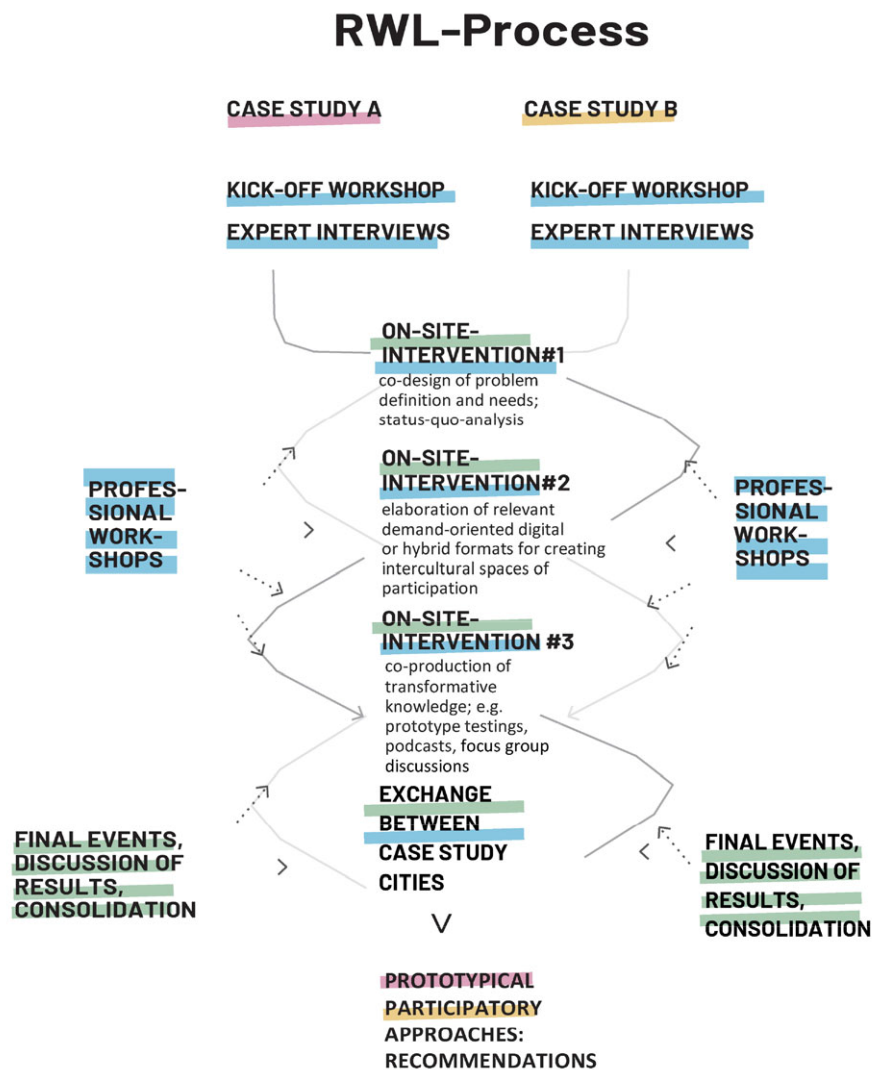 RWL-Process
CASE STUDY A
CASE STUDY B
KICK-OFF WORKSHOP
KICK-OFF WORKSHOP
EXPERT INTERVIEWS
EXPERT INTERVIEWS
ON-SITE-
INTERVENTION#1
co-design of problem
definition and needs;
status-quo-analysis
PROFES-
SIONAL
WORK-
SHOPS
ON-SITE-
INTERVENTION#2
elaboration of relevant
demand-oriented digital
or hybrid formats for creating
intercultural spaces of
participation
PROFES-
SIONAL
WORK-
SHOPS
ON-SITE-
INTERVENTION #3
co-production of
transformative
knowledge; e.g.
prototype testings,
podcasts, focus group
discussions
FINAL EVENTS,
DISCUSSION OF
RESULTS,
CONSOLIDATION
EXCHANGE
BETWEEN
CASE STUDY
CITIES
FINAL EVENTS,
DISCUSSION OF
RESULTS,
CONSOLIDATION
PROTOTYPICAL
PARTICIPATORY
APPROACHES:
RECOMMENDATIONS